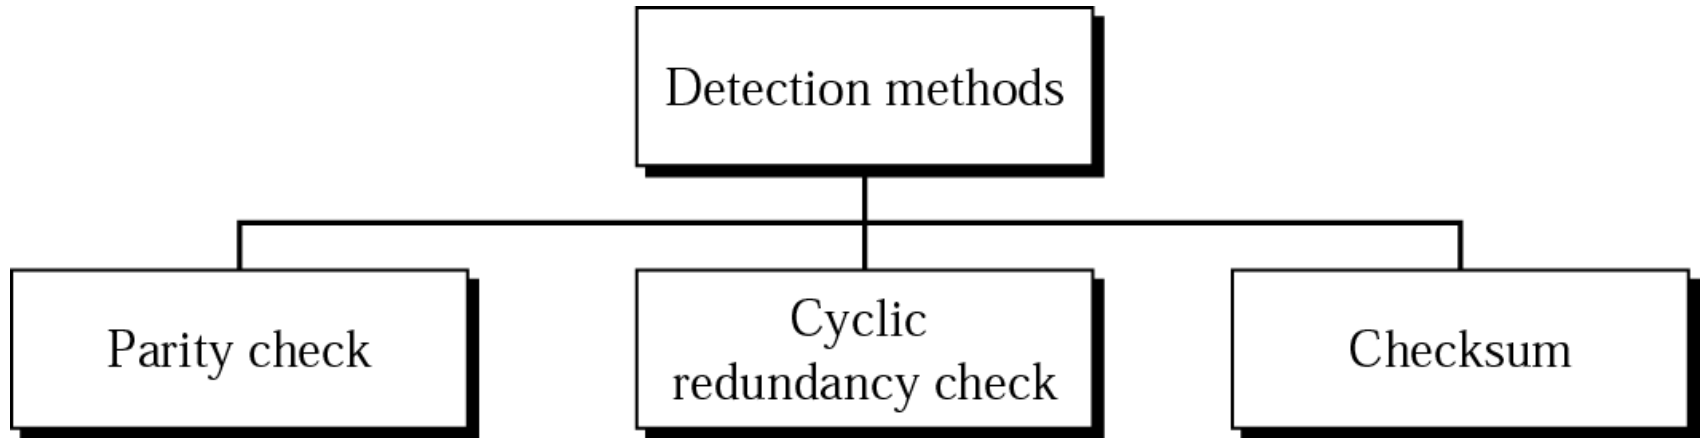 Detection methods
Parity check
Cyclic
redundancy check
Checksum